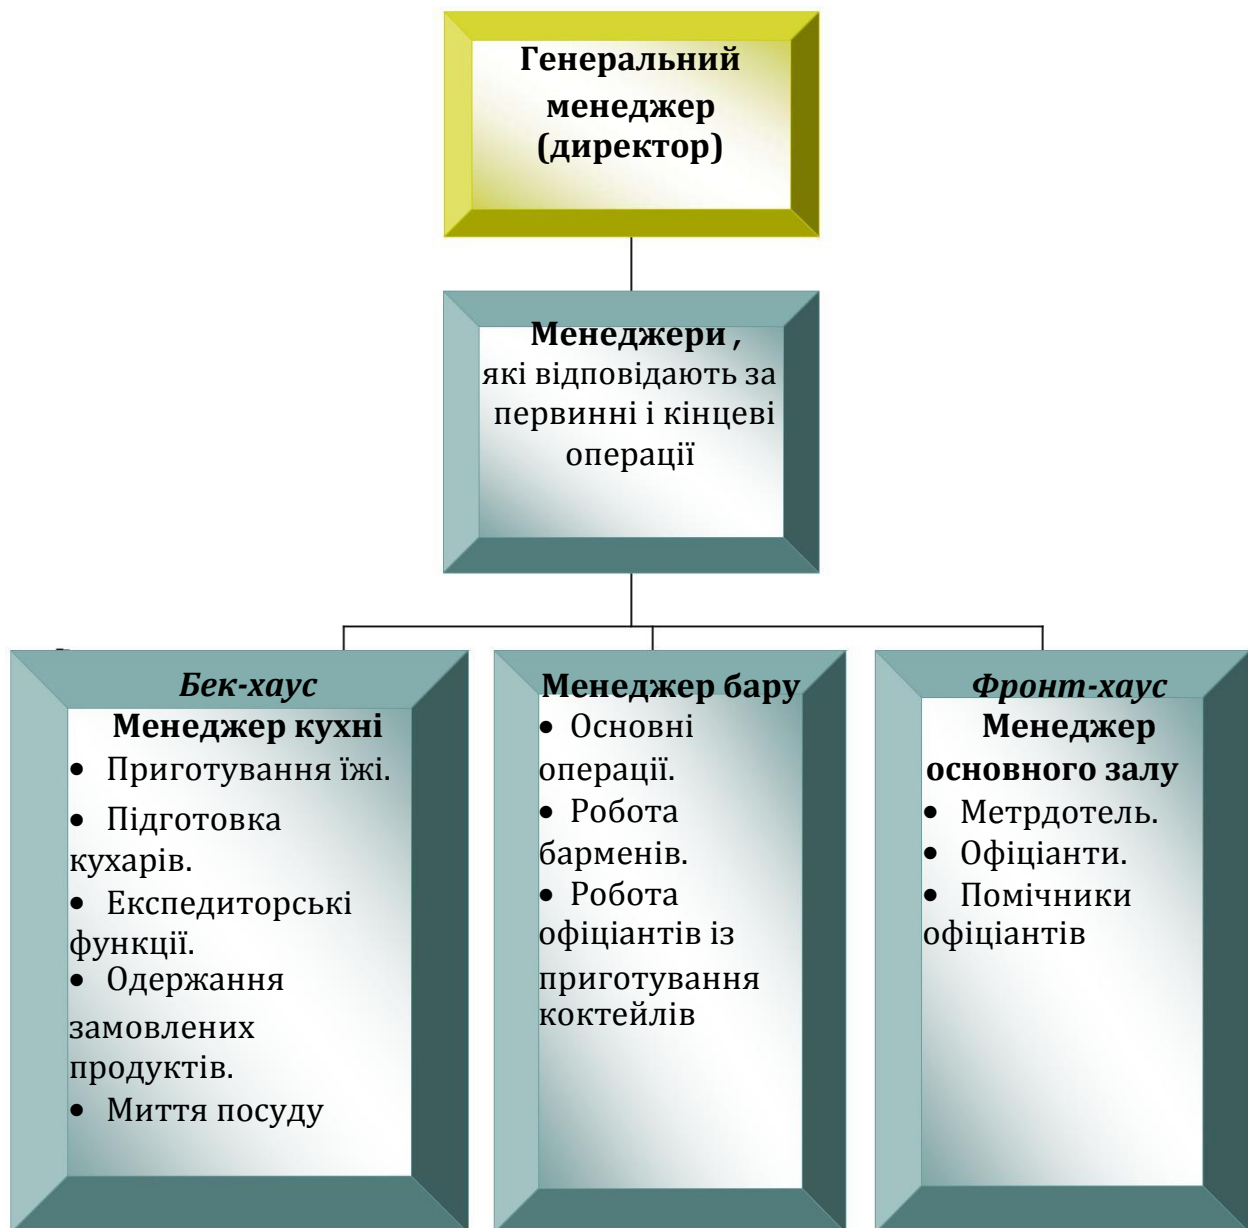 Генеральний
менеджер
(директор)
Менеджери ,
які відповідають за
первинні і кінцеві
операції
Бек-хаус
Менеджер кухні
• Приготування їжі.
• Підготовка
кухарів.
• Експедиторські
функції.
• Одержання
замовлених
продуктів.
• Миття посуду
Менеджер бару
• Основні
операції.
• Робота
барменів.
• Робота
офіціантів із
приготування
коктейлів
Фронт-хаус
Менеджер
основного залу
• Метрдотель.
• Офіціанти.
• Помічники
офіціантів